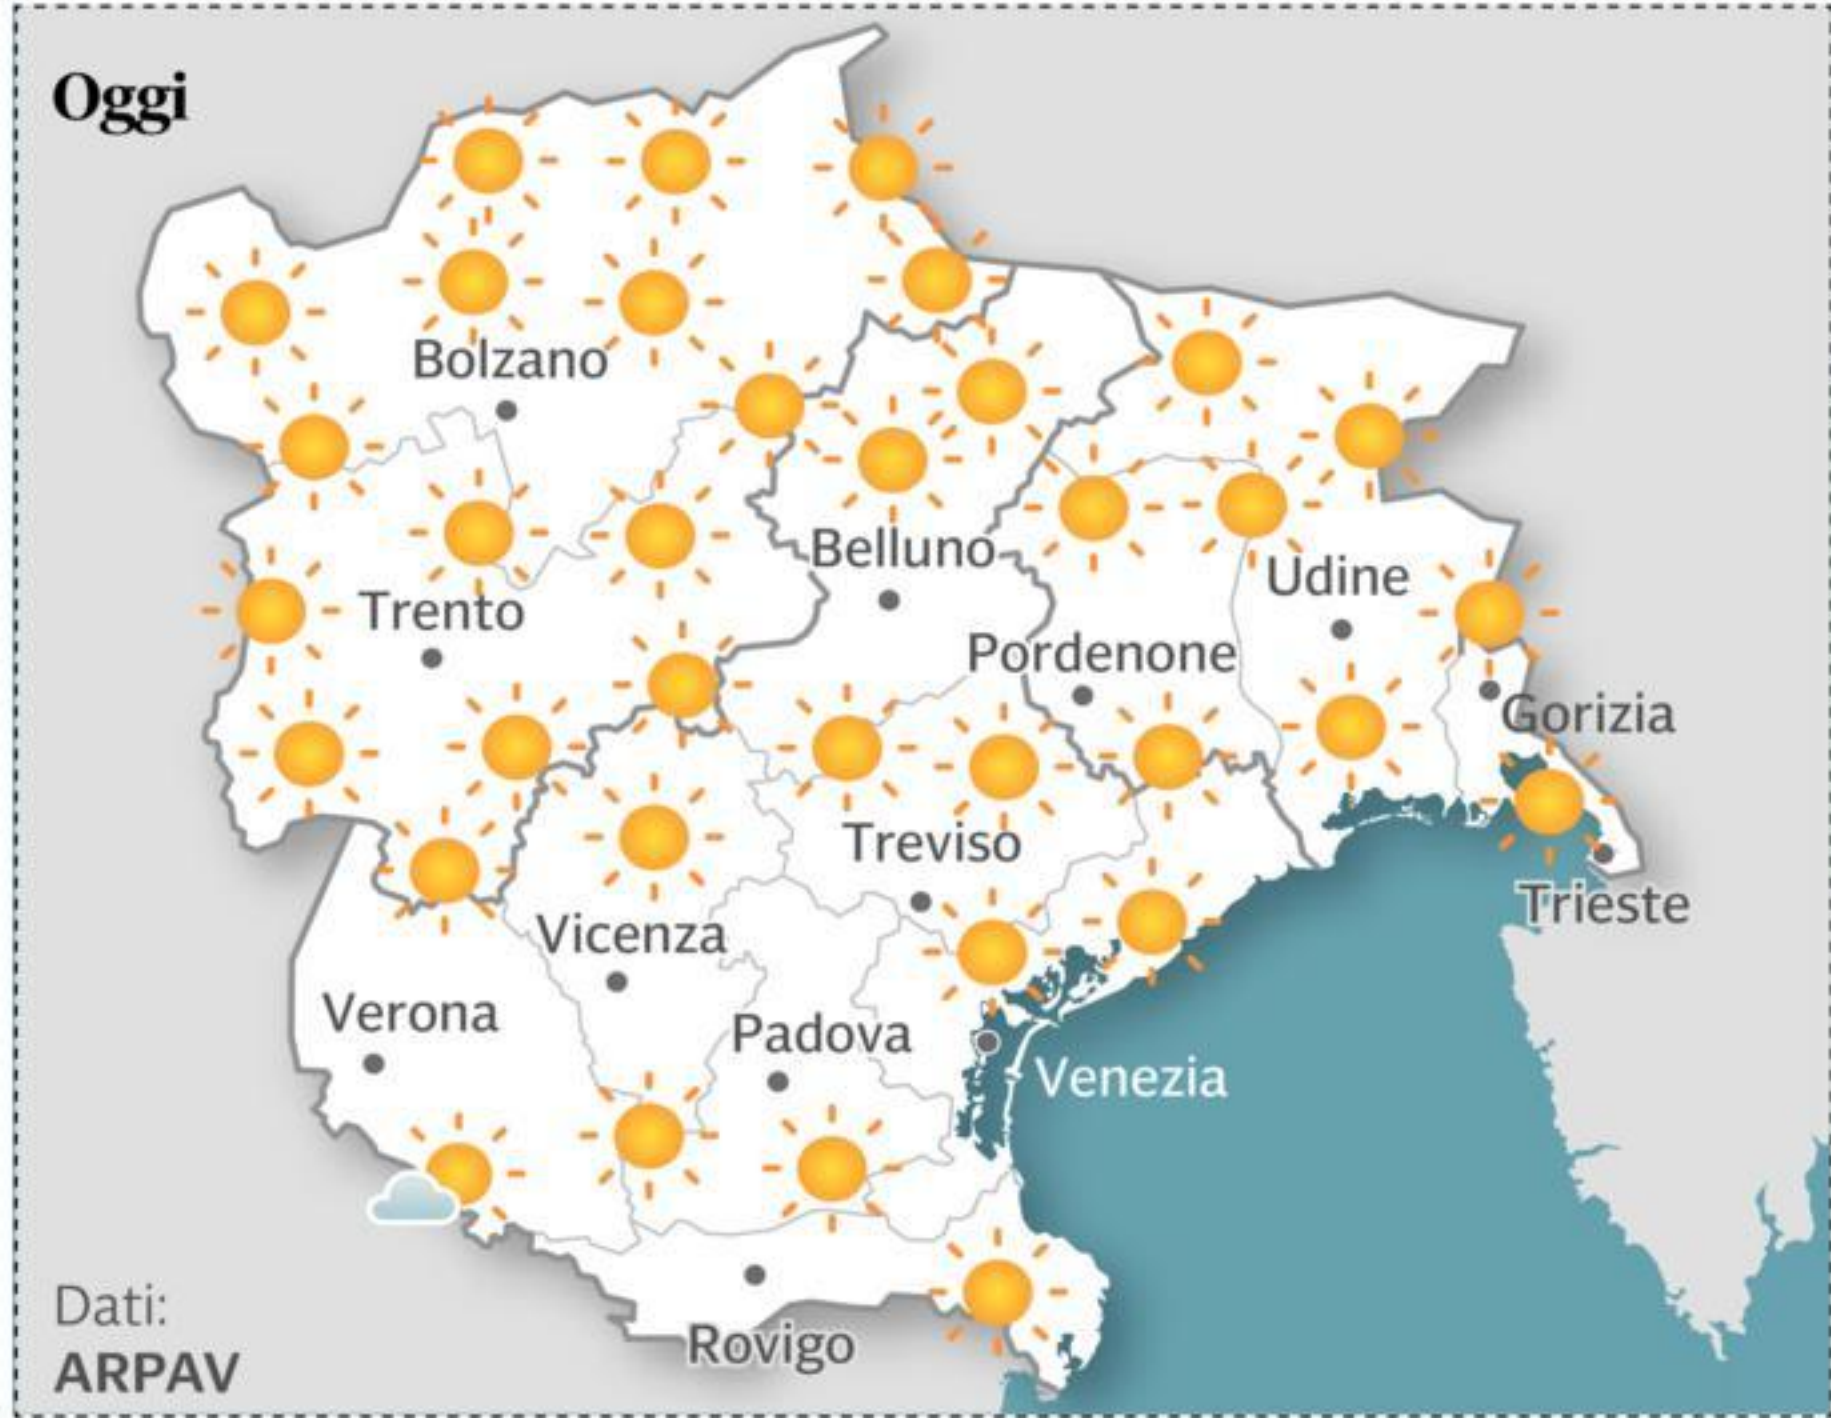 Oggi
Bolzano
Belluno
Udine
Trento
Pordenone
Gorizia
Treviso
Trieste
Vicenza
Verona
Padova
Venezia
Rovigo
Dati:
ARPAV